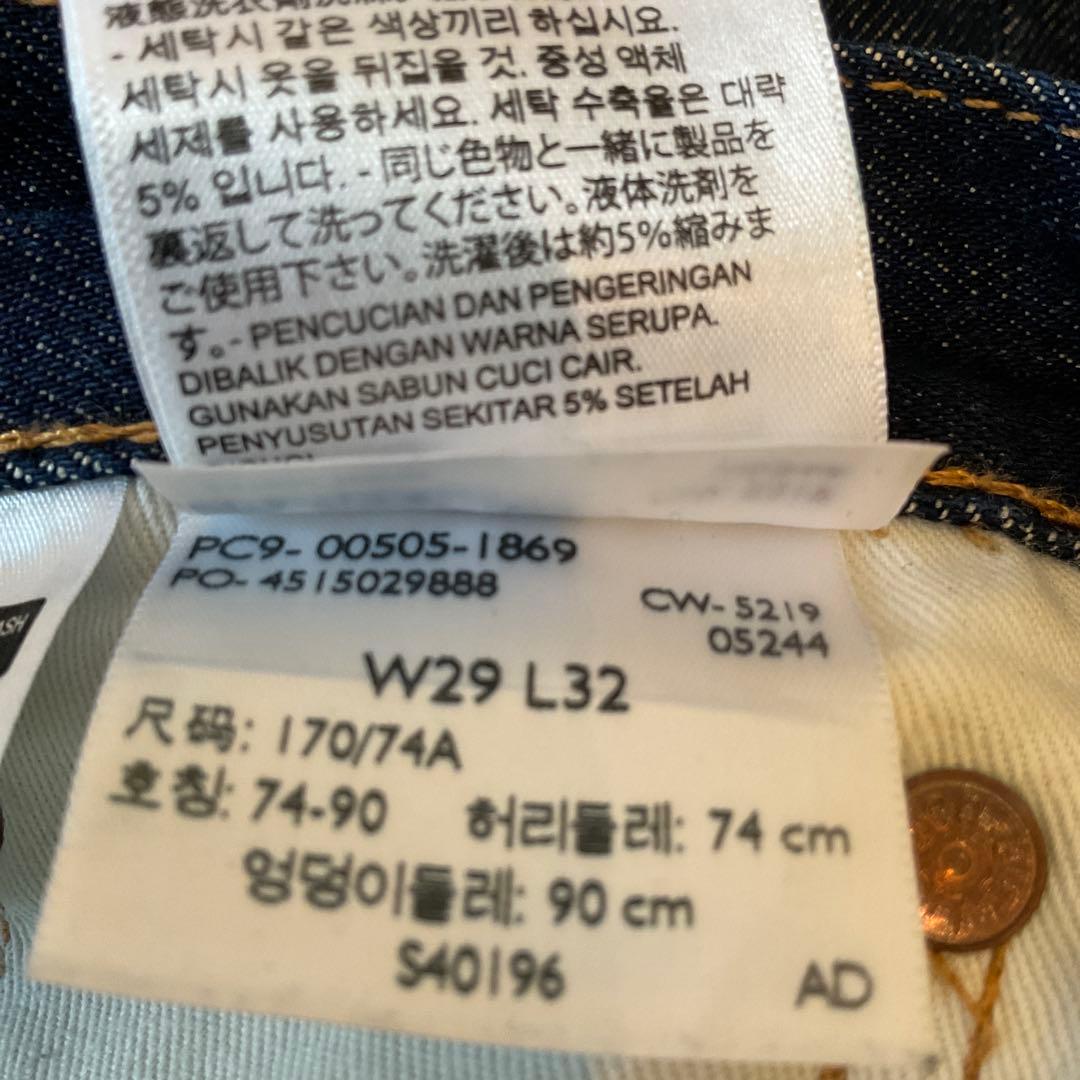 液態洗衣劑洗滌
- 세탁시 같은 색상끼리 하십시요.
세탁시 옷을 뒤집을 것. 중성 액체
세제를 사용하세요. 세탁 수축율은 대략
5% 입니다. - 同じ色物と一緒に製品を
裏返して洗ってください。液体洗剤を
ご使用下さい。洗濯後は約5%縮みま
す。- PENCUCIAN DAN PENGERINGAN
DIBALIK DENGAN WARNA SERUPA.
GUNAKAN SABUN CUCI CAIR.
PENYUSUTAN SEKITAR 5% SETELAH
PC9- 00505-1869
PO- 4515029888
CW- 5219
05244
W29 L32
尺码: 170/74A
호칭: 74-90 허리둘레: 74 cm
엉덩이둘레: 90 cm
S40196
AD